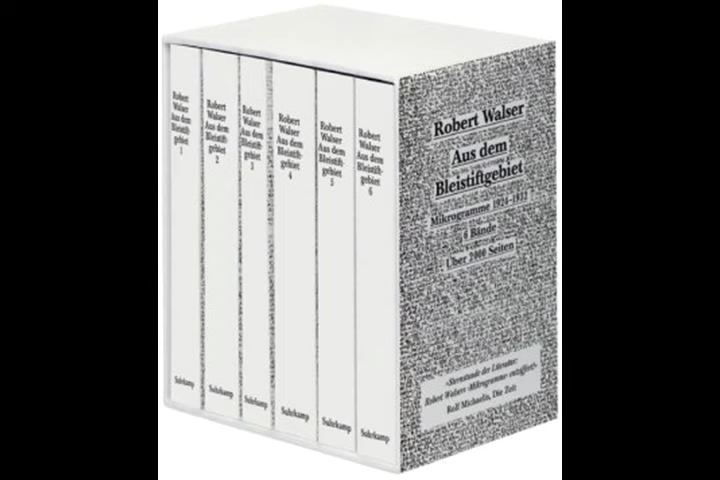 Robert
Walser
Aus dem
Bleistift-
gebiet
1
Suhrkamp
Robert
Walser
Aus dem
Bleistift-
gebiet
2
Suhrkamp
Robert
Walser
Aus dem
Bleistift-
gebiet
3
Suhrkamp
Robert
Walser
Aus dem
Bleistift-
gebiet
4
Suhrkamp
Robert
Walser
Aus dem
Bleistift-
gebiet
5
Suhrkamp
Robert
Walser
Aus dem
Bleistift-
gebiet
6
Suhrkamp
Robert Walser
Aus dem
Bleistiftgebiet
Mikrogramme 1924–1933
6 Bände
Über 2000 Seiten
»Sternstunde der Literatur:
Robert Walsers ›Mikrogramme‹ entziffert!«
Rolf Michaelis, Die Zeit